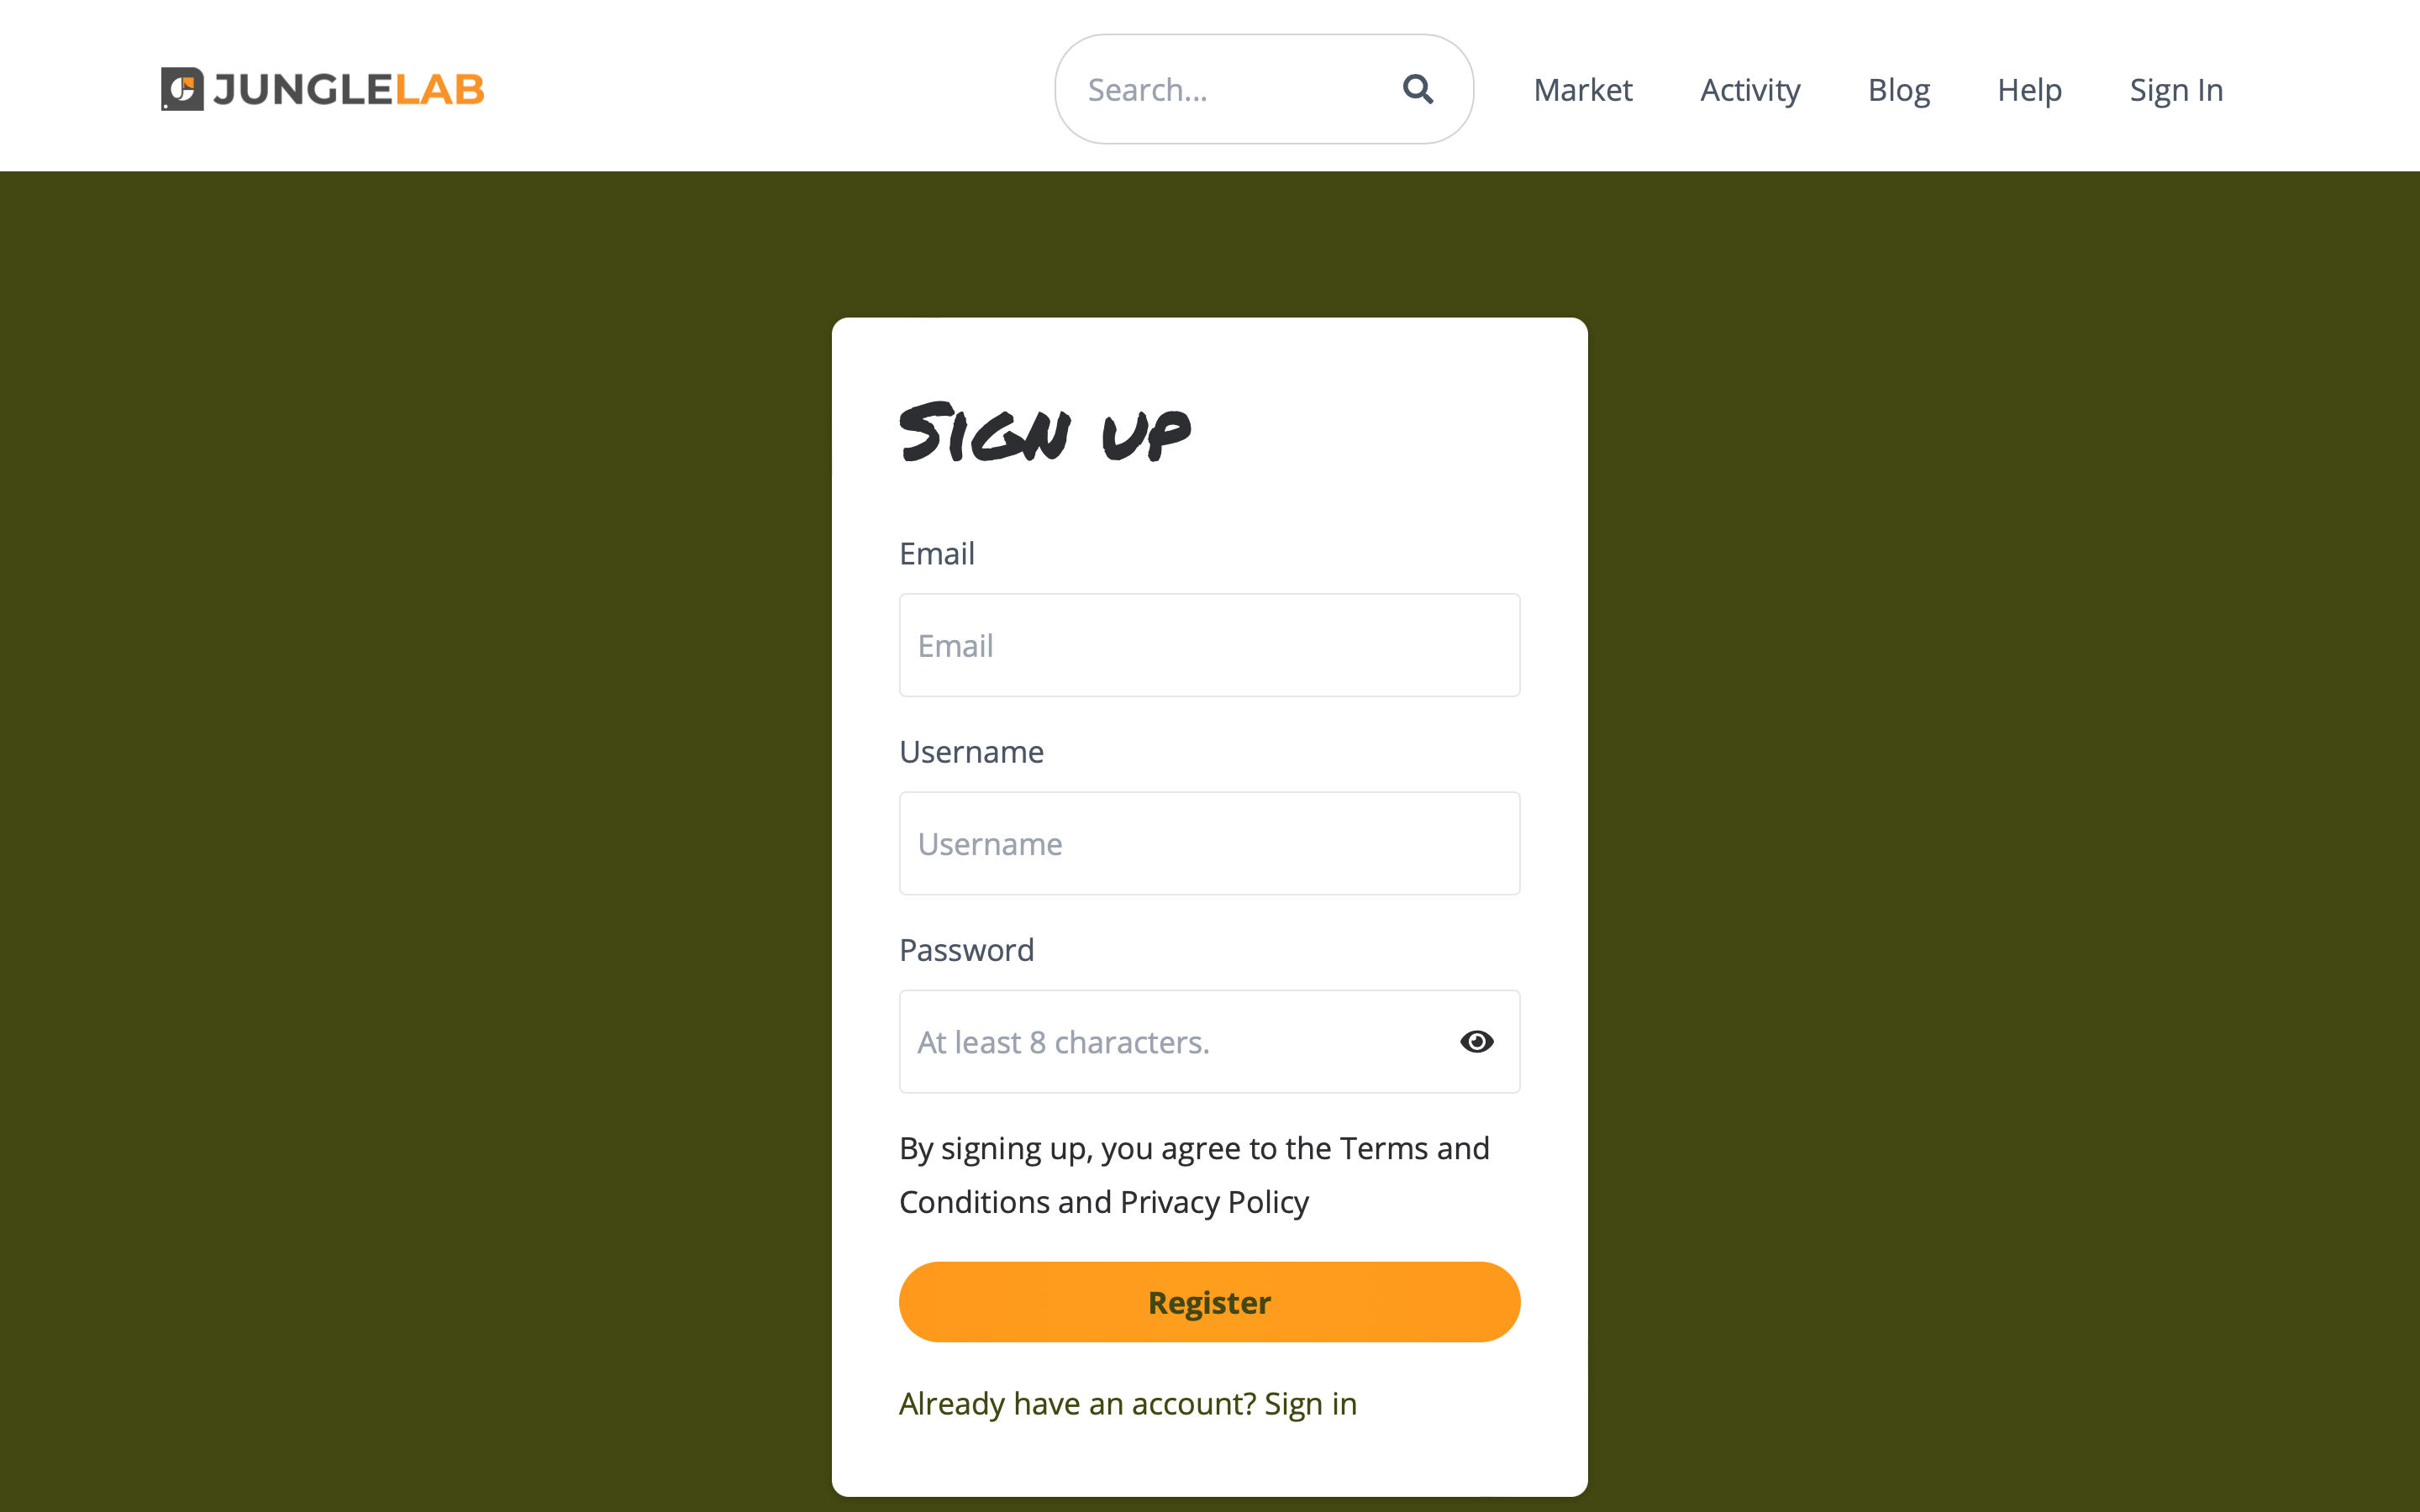 JUNGLELAB
Search...
Market
Activity
Blog
Help
Sign In
Sign up
Email
Email
Username
Username
Password
At least 8 characters.
By signing up, you agree to the Terms and
Conditions and Privacy Policy
Register
Already have an account? Sign in